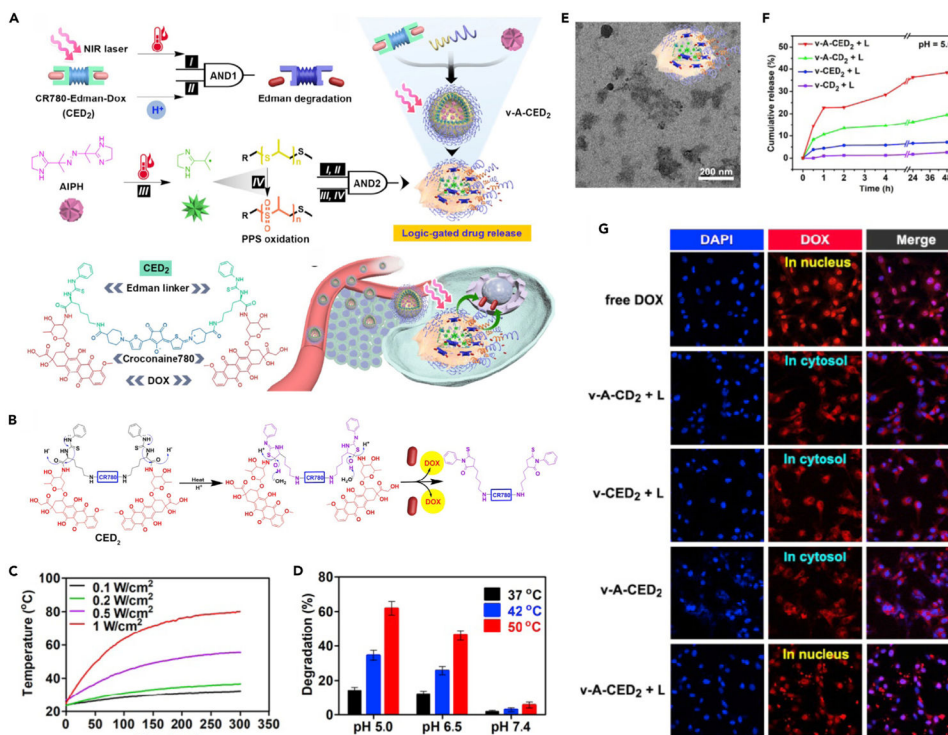 A
NIR laser
CR780-Edman-Dox
(CED₂)
I
II
H⁺
AND1
Edman degradation
v-A-CED₂
AIPH
III
IV
PPS oxidation
I, II
III, IV
AND2
Logic-gated drug release
CED₂
Edman linker
Croconaine780
DOX
B
CR780
CED₂
Heat
H⁺
CR780
DOX
DOX
CR780
C
Temperature (°C)
100
80
60
40
20
0 50 100 150 200 250 300 350
0.1 W/cm²
0.2 W/cm²
0.5 W/cm²
1 W/cm²
D
Degradation (%)
80
60
40
20
0
37 °C
42 °C
50 °C
pH 5.0 pH 6.5 pH 7.4
E
200 nm
F
Cumulative release (%)
50
40
30
20
10
0
v-A-CED₂ + L
v-A-CD₂ + L
v-CED₂ + L
v-CD₂ + L
pH = 5.
0 1 2 3 4 24 36 48
Time (h)
G
DAPI DOX Merge
free DOX
In nucleus
v-A-CD₂ + L
In cytosol
v-CED₂ + L
In cytosol
v-A-CED₂
In cytosol
v-A-CED₂ + L
In nucleus